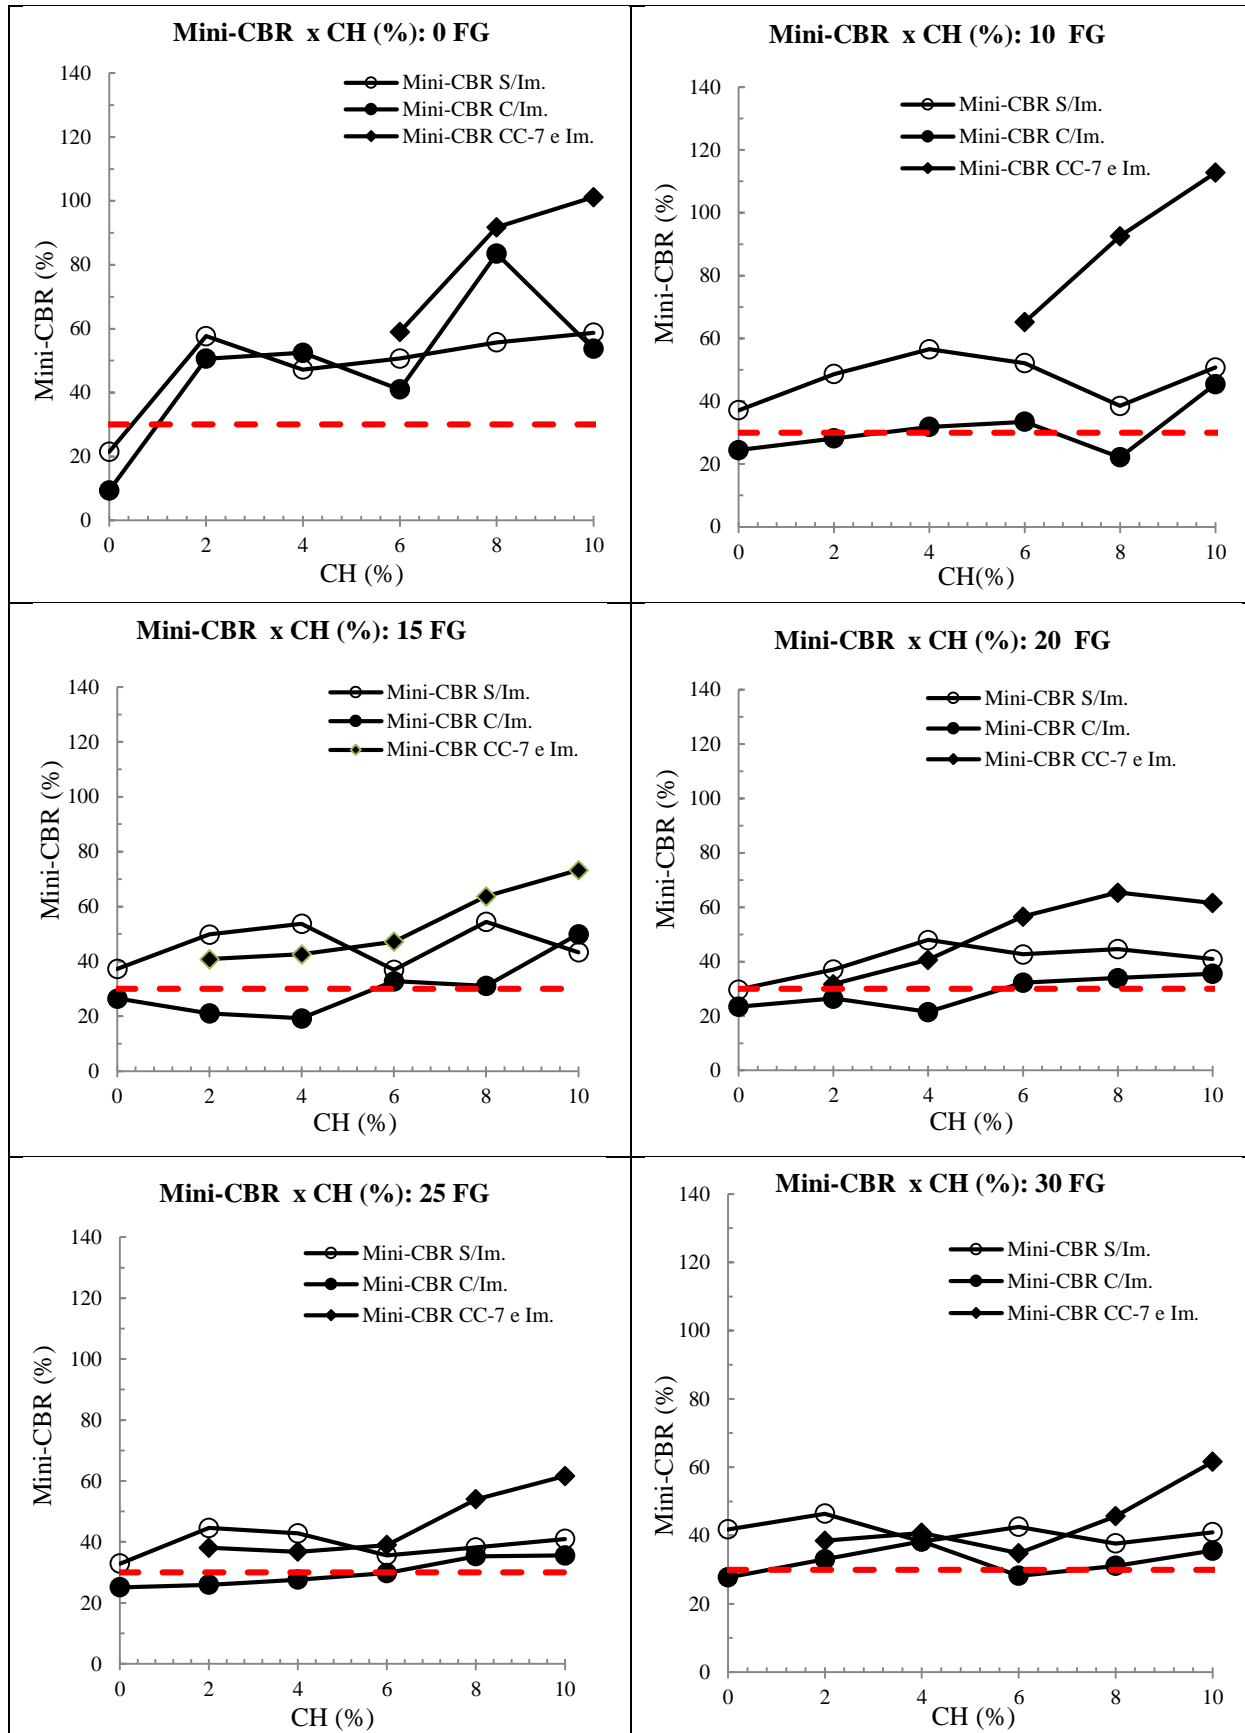 Mini-CBR x CH (%): 0 FG
Mini-CBR S/Im.
Mini-CBR C/Im.
Mini-CBR CC-7 e Im.
Mini-CBR (%)
140
120
100
80
60
40
20
0
0 2 4 6 8 10
CH (%)
Mini-CBR x CH (%): 10 FG
Mini-CBR S/Im.
Mini-CBR C/Im.
Mini-CBR CC-7 e Im.
Mini-CBR (%)
140
120
100
80
60
40
20
0
0 2 4 6 8 10
CH(%)
Mini-CBR x CH (%): 15 FG
Mini-CBR S/Im.
Mini-CBR C/Im.
Mini-CBR CC-7 e Im.
Mini-CBR (%)
140
120
100
80
60
40
20
0
0 2 4 6 8 10
CH (%)
Mini-CBR x CH (%): 20 FG
Mini-CBR S/Im.
Mini-CBR C/Im.
Mini-CBR CC-7 e Im.
Mini-CBR (%)
140
120
100
80
60
40
20
0
0 2 4 6 8 10
CH (%)
Mini-CBR x CH (%): 25 FG
Mini-CBR S/Im.
Mini-CBR C/Im.
Mini-CBR CC-7 e Im.
Mini-CBR (%)
140
120
100
80
60
40
20
0
0 2 4 6 8 10
CH (%)
Mini-CBR x CH (%): 30 FG
Mini-CBR S/Im.
Mini-CBR C/Im.
Mini-CBR CC-7 e Im.
Mini-CBR (%)
140
120
100
80
60
40
20
0
0 2 4 6 8 10
CH (%)